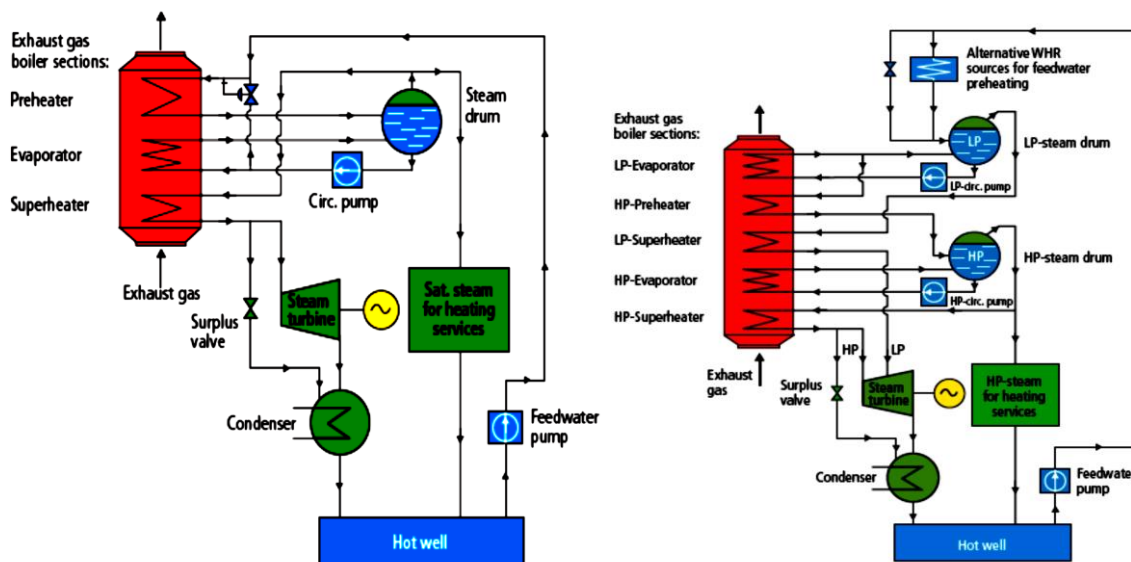 Exhaust gas
boiler sections:
Preheater
Evaporator
Superheater
Steam
drum
Circ. pump
Exhaust gas
Surplus
valve
Steam
turbine
Sat. steam
for heating
services
Condenser
Feedwater
pump
Hot well
Alternative WHR
sources for feedwater
preheating
Exhaust gas
boiler sections:
LP-Evaporator
HP-Preheater
LP-Superheater
HP-Evaporator
HP-Superheater
LP
LP-steam drum
LP-circ. pump
HP
HP-steam drum
HP-circ. pump
Exhaust
gas
HP
LP
Surplus
valve
Steam
turbine
HP-steam
for heating
services
Condenser
Feedwater
pump
Hot well